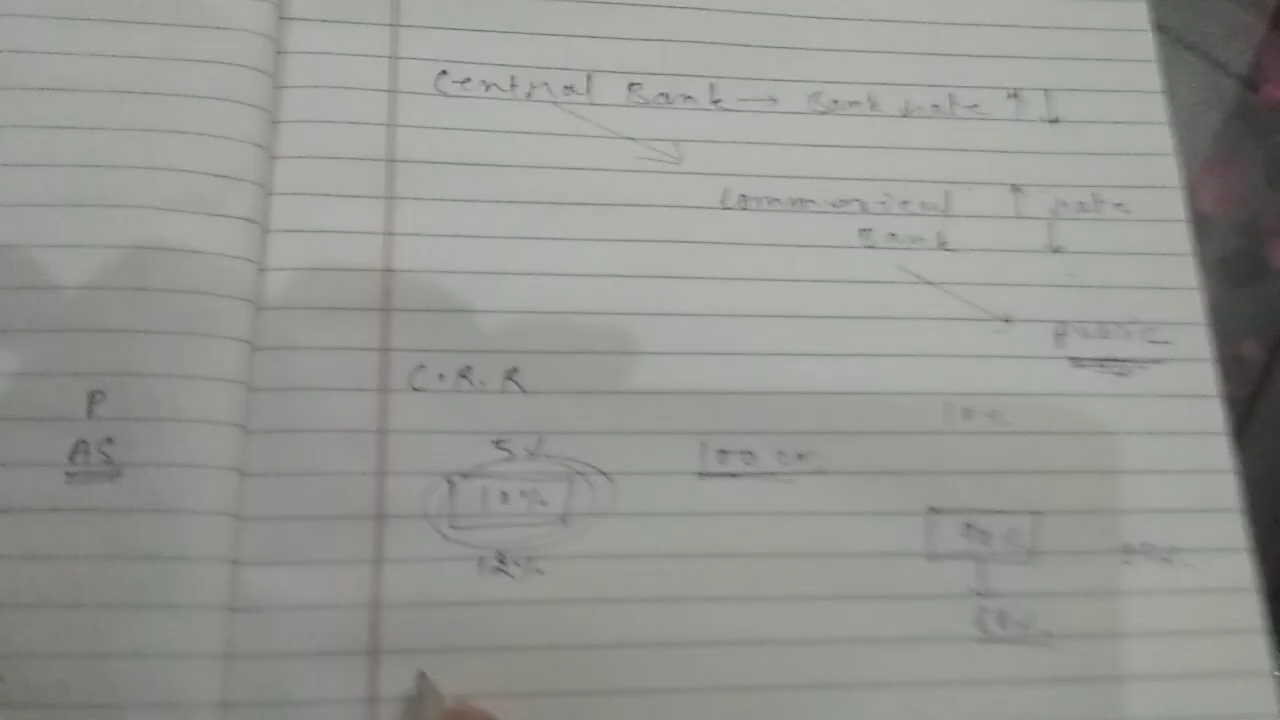 Central Bank → Bank rate ↑ ↓
Commercial ↑ rate
Bank ↓
public
C.R.R
P
AS
5%
100 cr
10%
12%